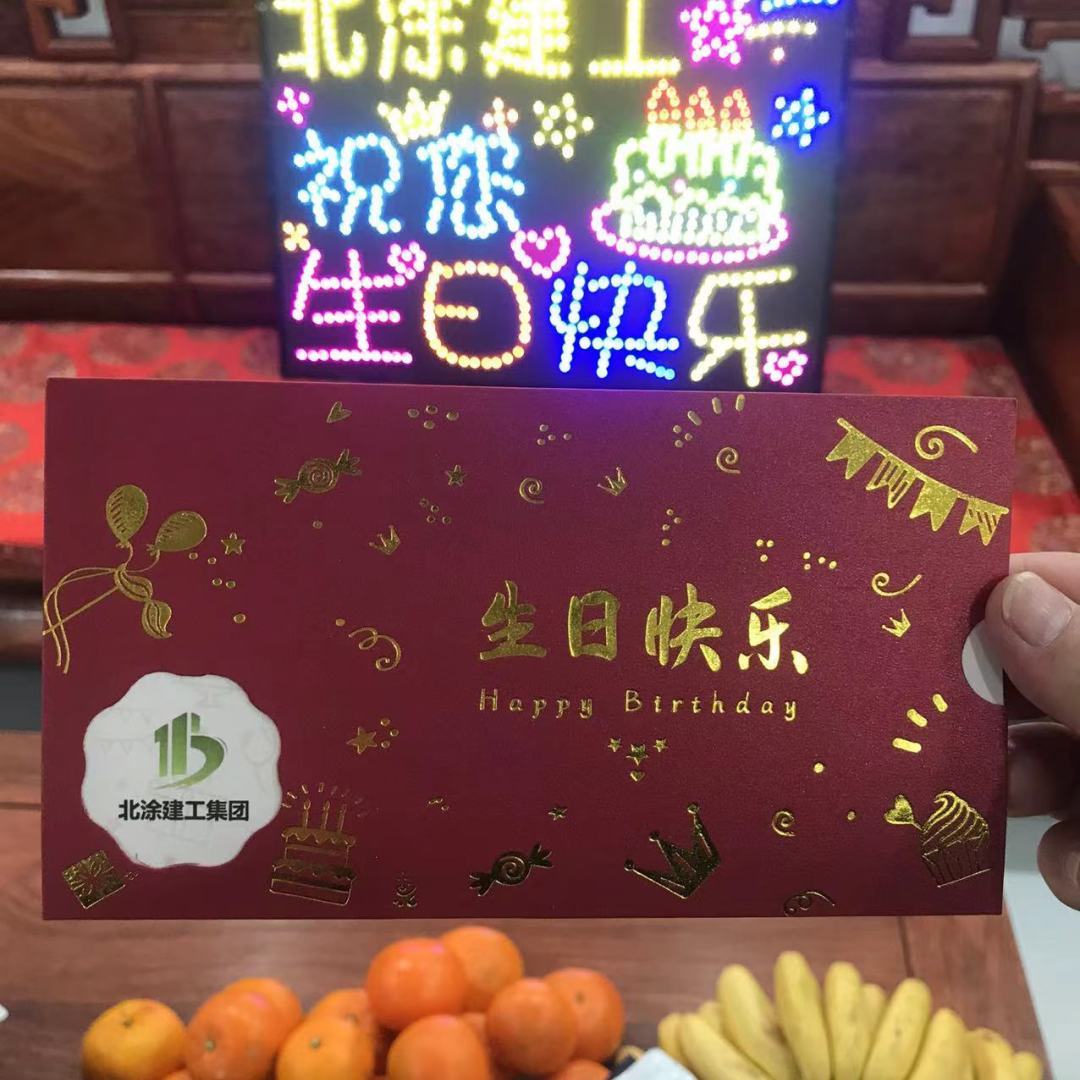 北涂建工
祝您
生日快乐
生日快乐
Happy Birthday
北涂建工集团